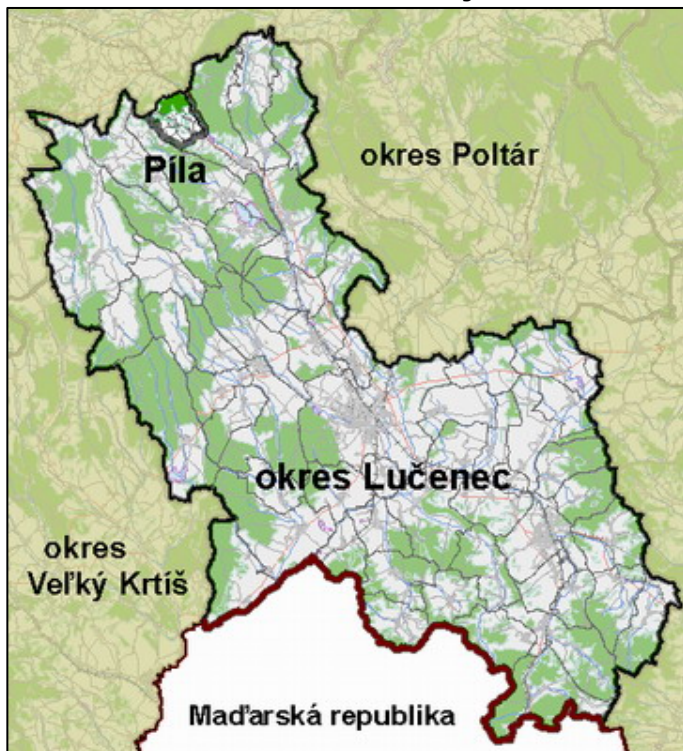 okres Poltár
Píla
okres Lučenec
okres
Veľký Krtíš
Maďarská republika